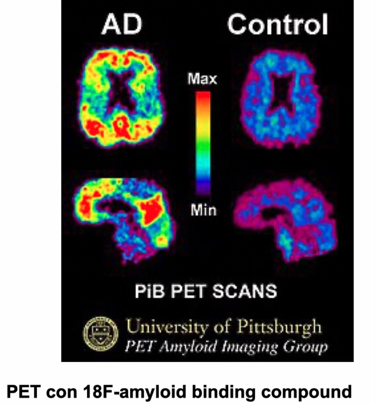 AD Control
Max
Min
PiB PET SCANS
University of Pittsburgh
PET Amyloid Imaging Group
PET con 18F-amyloid binding compound